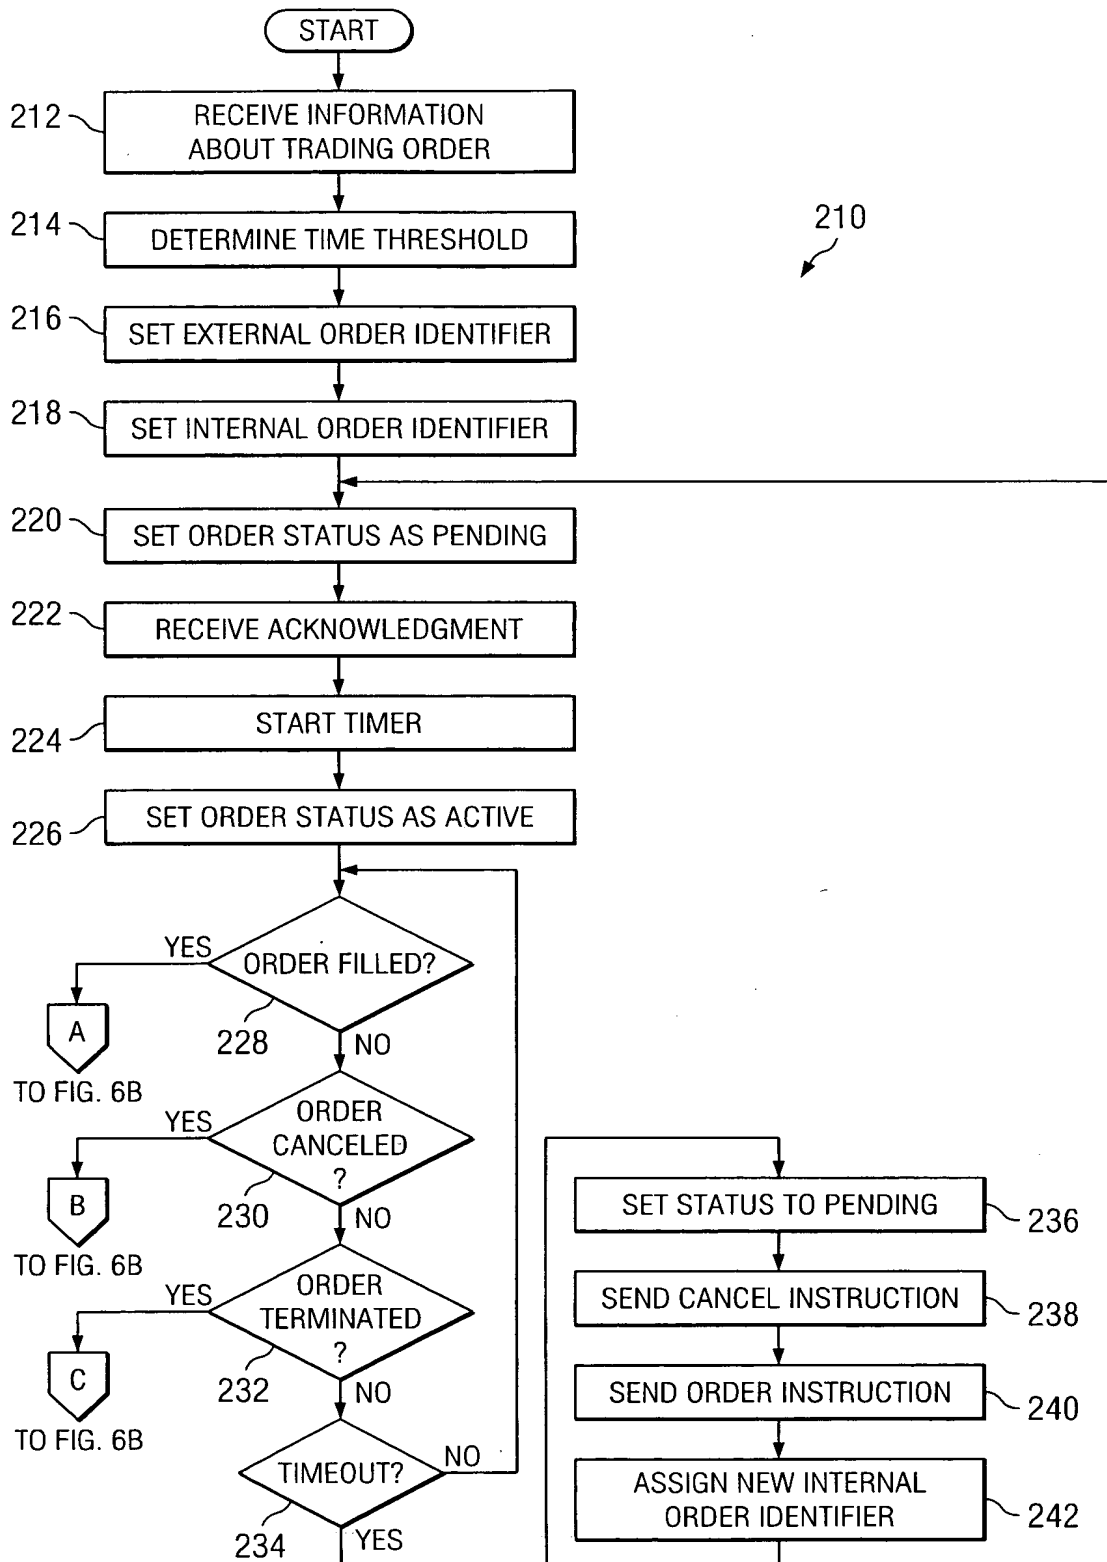 START
212
RECEIVE INFORMATION
ABOUT TRADING ORDER
214
DETERMINE TIME THRESHOLD
210
216
SET EXTERNAL ORDER IDENTIFIER
218
SET INTERNAL ORDER IDENTIFIER
220
SET ORDER STATUS AS PENDING
222
RECEIVE ACKNOWLEDGMENT
224
START TIMER
226
SET ORDER STATUS AS ACTIVE
YES
ORDER FILLED?
228
NO
A
TO FIG. 6B
YES
ORDER
CANCELED
?
230
NO
B
TO FIG. 6B
YES
ORDER
TERMINATED
?
232
NO
C
TO FIG. 6B
TIMEOUT?
NO
234
YES
SET STATUS TO PENDING
236
SEND CANCEL INSTRUCTION
238
SEND ORDER INSTRUCTION
240
ASSIGN NEW INTERNAL
ORDER IDENTIFIER
242